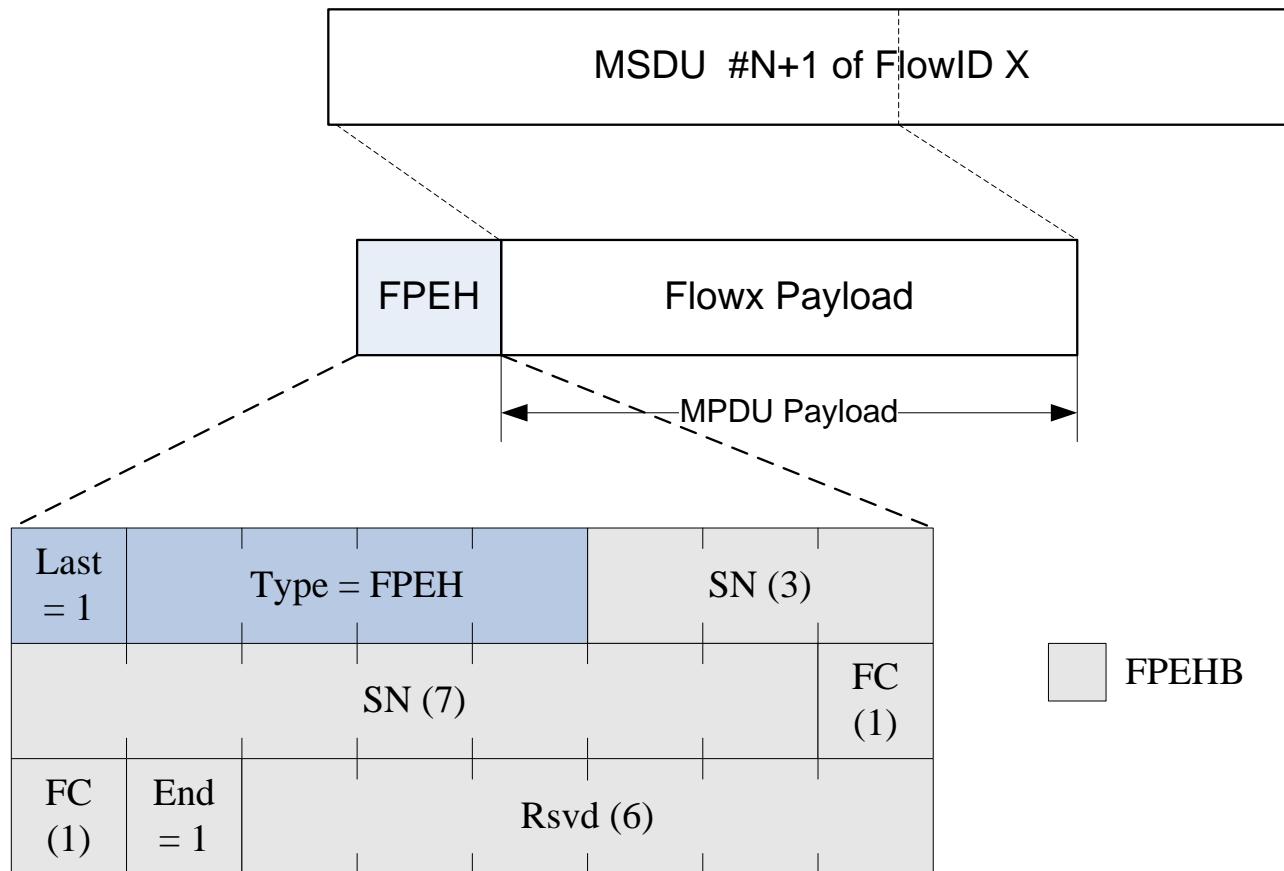 MSDU #N+1 of FlowID X
FPEH
Flowx Payload
MPDU Payload
Last
= 1
Type = FPEH
SN (3)
SN (7)
FC
(1)
FC
(1)
End
= 1
Rsvd (6)
FPEHB